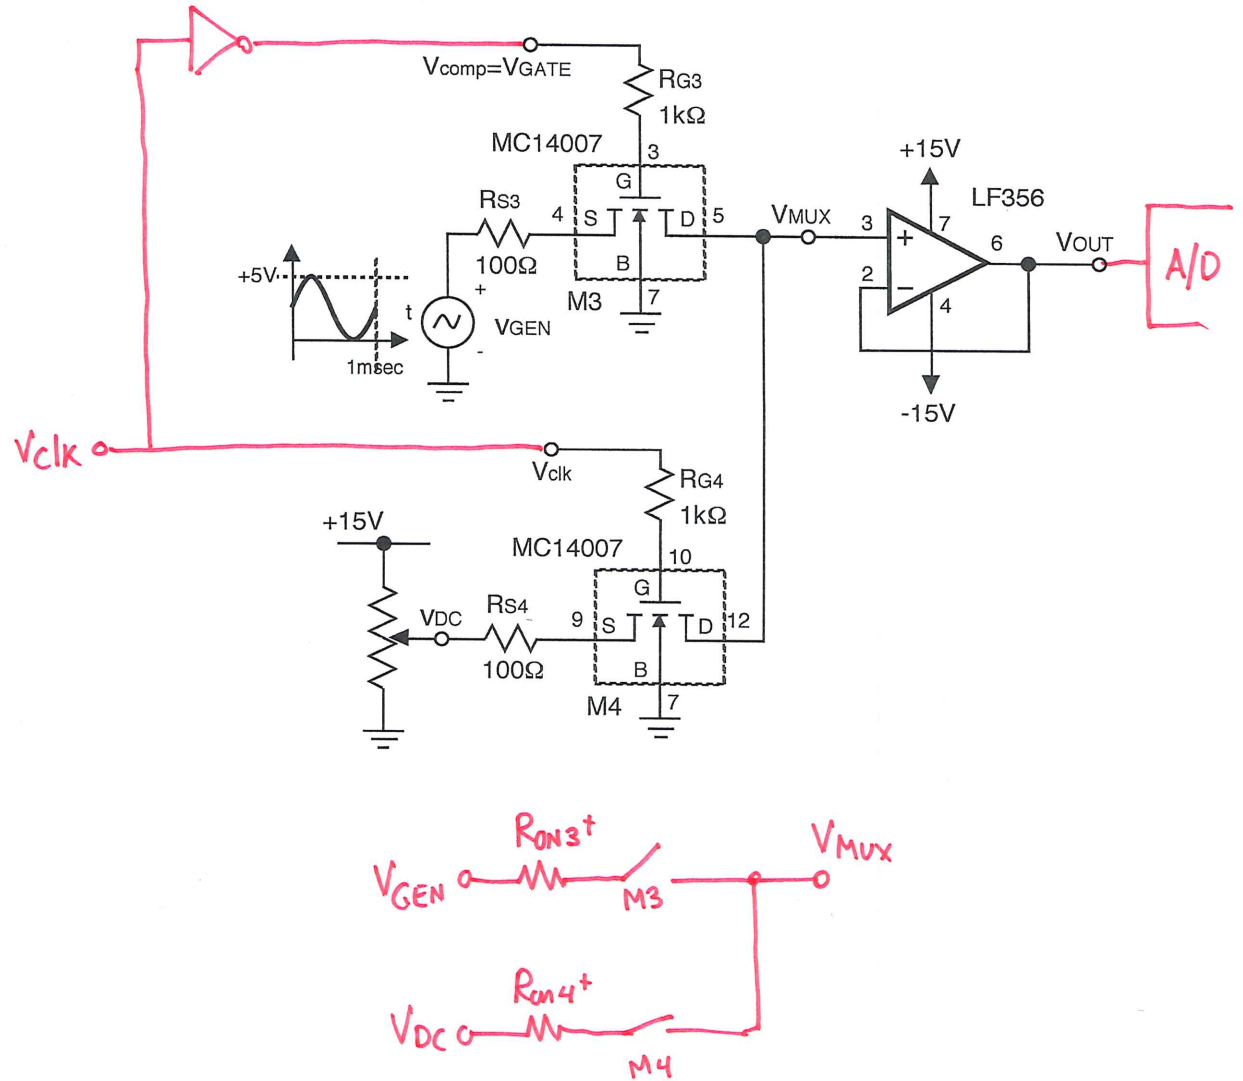 Vcomp=VGATE
RG3
1kΩ
MC14007
3
G
+15V
LF356
RS3
4
S
D
5
VMUX
3
+
7
6
VOUT
A/D
100Ω
B
2
−
4
+5V
M3
7
t
+
VGEN
-
1msec
-15V
Vclk
Vclk
RG4
1kΩ
+15V
MC14007
10
G
VDC
RS4
9
S
D
12
100Ω
B
M4
7
RON3+
VMUX
VGEN
M3
Ron4+
VDC
M4